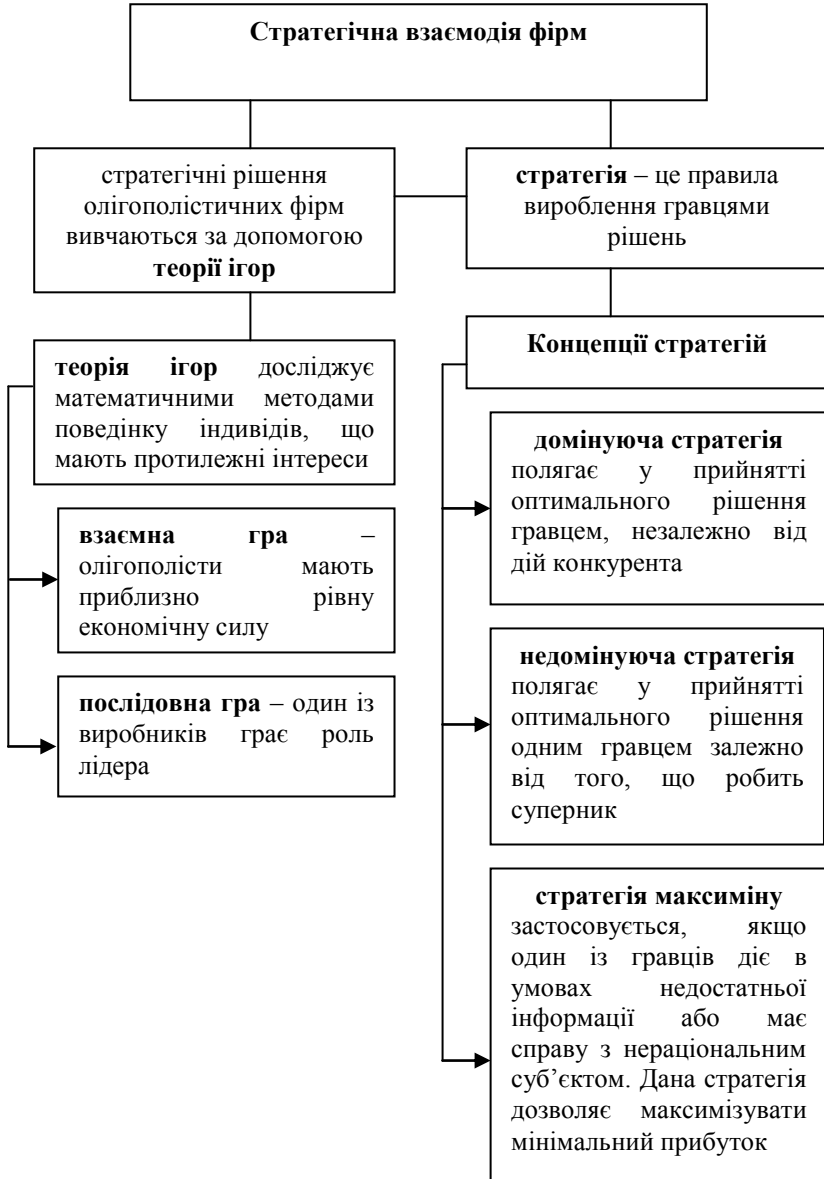 Стратегічна взаємодія фірм
стратегічні рішення
олігополістичних фірм
вивчаються за допомогою
теорії ігор
стратегія – це правила
вироблення гравцями
рішень
теорія ігор досліджує
математичними методами
поведінку індивідів, що
мають протилежні інтереси
взаємна гра –
олігополісти мають
приблизно рівну
економічну силу
послідовна гра – один із
виробників грає роль
лідера
Концепції стратегій
домінуюча стратегія
полягає у прийнятті
оптимального рішення
гравцем, незалежно від
дій конкурента
недомінуюча стратегія
полягає у прийнятті
оптимального рішення
одним гравцем залежно
від того, що робить
суперник
стратегія максиміну
застосовується, якщо
один із гравців діє в
умовах недостатньої
інформації або має
справу з нераціональним
суб’єктом. Дана стратегія
дозволяє максимізувати
мінімальний прибуток